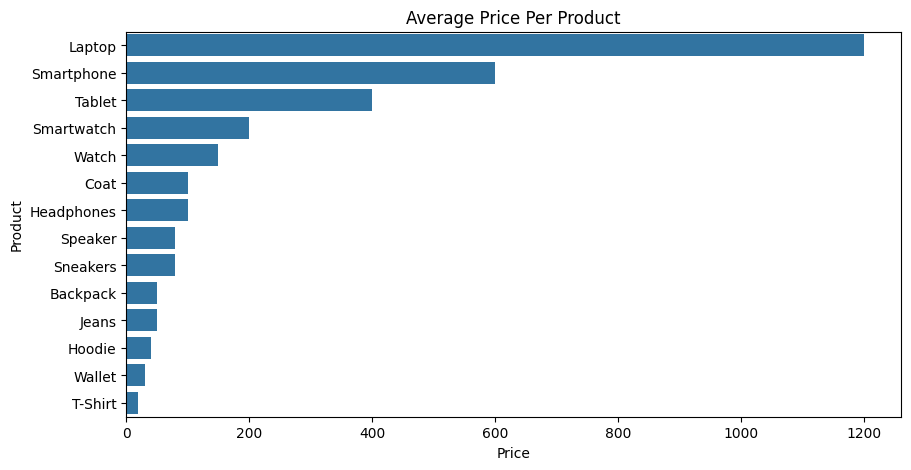 Average Price Per Product
Product
Laptop
Smartphone
Tablet
Smartwatch
Watch
Coat
Headphones
Speaker
Sneakers
Backpack
Jeans
Hoodie
Wallet
T-Shirt
0 200 400 600 800 1000 1200
Price